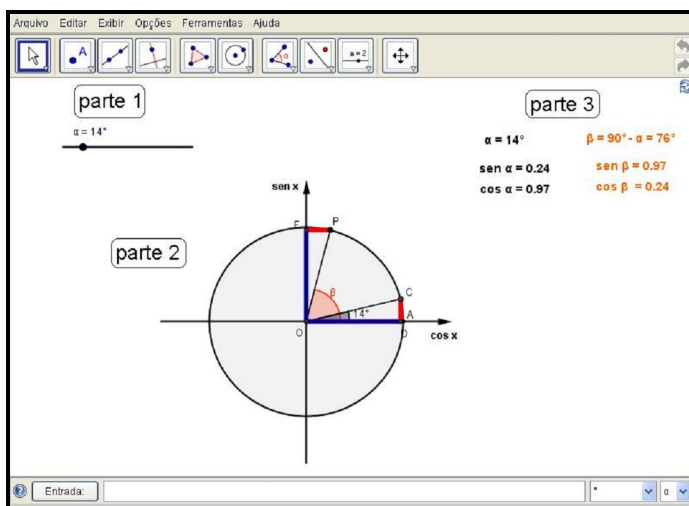 Arquivo Editar Exibir Opções Ferramentas Ajuda
A
α
a=2
parte 1
parte 3
α = 14°
α = 14°
β = 90°- α = 76°
sen α = 0.24
sen β = 0.97
cos α = 0.97
cos β = 0.24
sen x
F
P
parte 2
β
C
14°
A
O
D
cos x
Entrada:
°
α